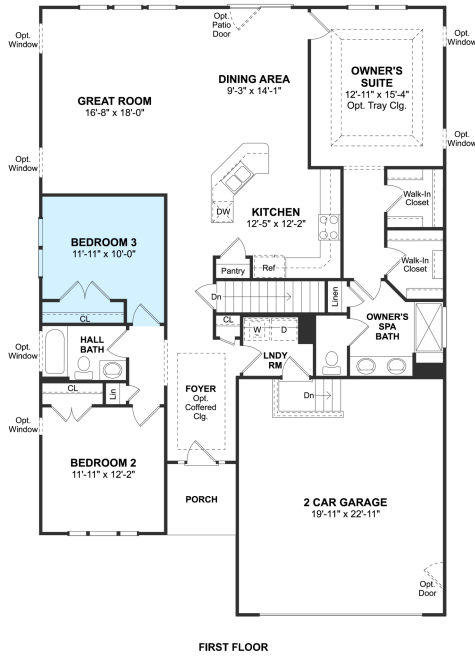 Opt.
Patio
Door
Opt.
Window
Opt.
Window
DINING AREA
9'-3" x 14'-1"
OWNER'S
SUITE
12'-11" x 15'-4"
Opt. Tray Clg.
GREAT ROOM
16'-8" x 18'-0"
Opt.
Window
Opt.
Window
DW
KITCHEN
12'-5" x 12'-2"
Walk-In
Closet
BEDROOM 3
11'-11" x 10'-0"
Pantry
Ref
Walk-In
Closet
Dn
Linen
CL
CL
W
D
OWNER'S
SPA
BATH
HALL
BATH
Opt.
Window
LNDY
RM
FOYER
Opt.
Coffered
Clg.
CL
Lin
Dn
Opt.
Window
BEDROOM 2
11'-11" x 12'-2"
PORCH
2 CAR GARAGE
19'-11" x 22'-11"
Opt.
Door
FIRST FLOOR